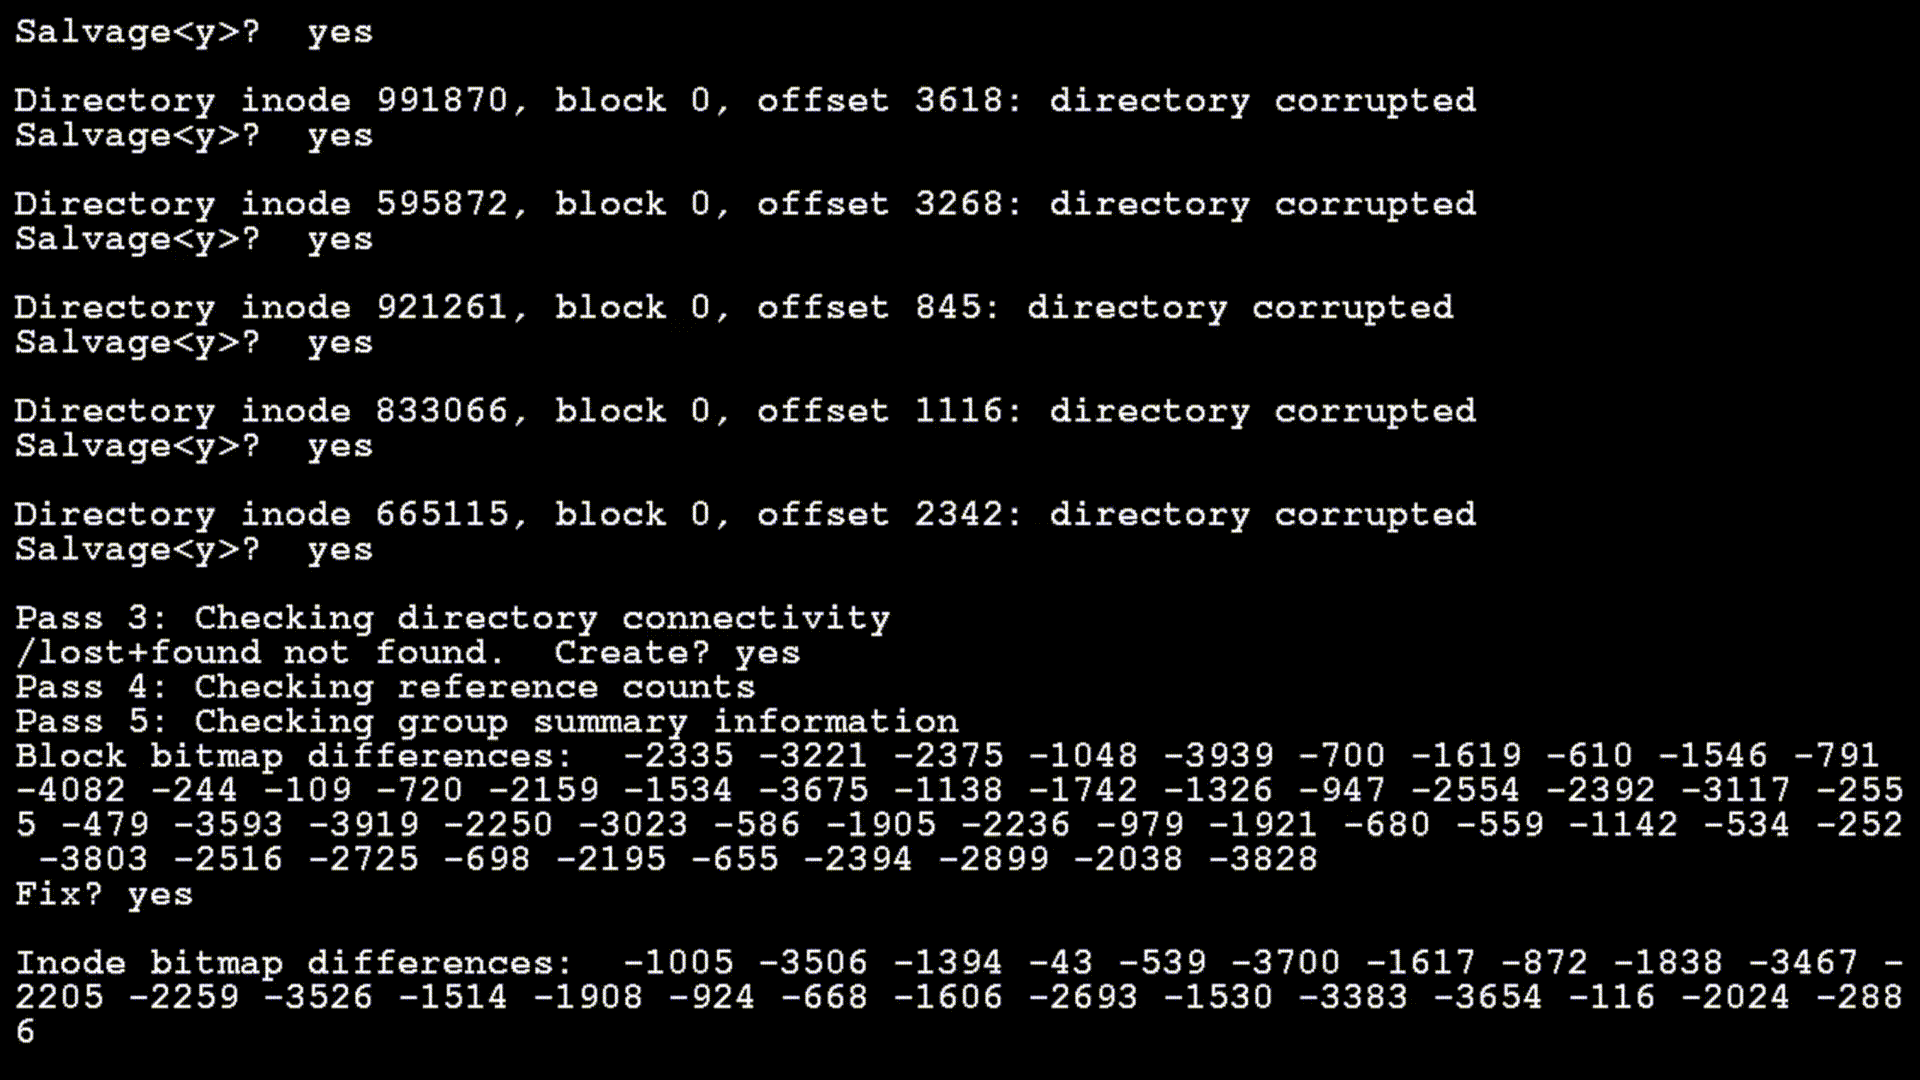 Salvage<y>?  yes
Directory inode 991870, block 0, offset 3618: directory corrupted
Salvage<y>?  yes
Directory inode 595872, block 0, offset 3268: directory corrupted
Salvage<y>?  yes
Directory inode 921261, block 0, offset 845: directory corrupted
Salvage<y>?  yes
Directory inode 833066, block 0, offset 1116: directory corrupted
Salvage<y>?  yes
Directory inode 665115, block 0, offset 2342: directory corrupted
Salvage<y>?  yes
Pass 3: Checking directory connectivity
/lost+found not found.  Create? yes
Pass 4: Checking reference counts
Pass 5: Checking group summary information
Block bitmap differences:  -2335 -3221 -2375 -1048 -3939 -700 -1619 -610 -1546 -791
-4082 -244 -109 -720 -2159 -1534 -3675 -1138 -1742 -1326 -947 -2554 -2392 -3117 -255
5 -479 -3593 -3919 -2250 -3023 -586 -1905 -2236 -979 -1921 -680 -559 -1142 -534 -252
 -3803 -2516 -2725 -698 -2195 -655 -2394 -2899 -2038 -3828
Fix? yes
Inode bitmap differences:  -1005 -3506 -1394 -43 -539 -3700 -1617 -872 -1838 -3467 -
2205 -2259 -3526 -1514 -1908 -924 -668 -1606 -2693 -1530 -3383 -3654 -116 -2024 -288
6